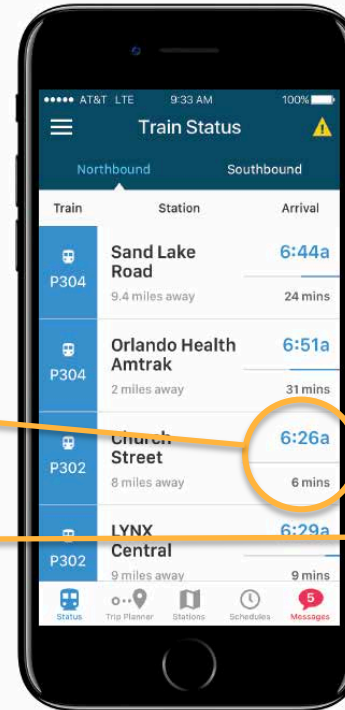 AT&T LTE 9:33 AM 100%
Train Status
Northbound Southbound
Train Station Arrival
Sand Lake 6:44a
Road
P304
9.4 miles away 24 mins
Orlando Health 6:51a
Amtrak
P304
2 miles away 31 mins
Church 6:26a
Street
P302
8 miles away 6 mins
LYNX 6:29a
Central
P302
9 miles away 9 mins
5
Status Trip Planner Stations Schedules Messages